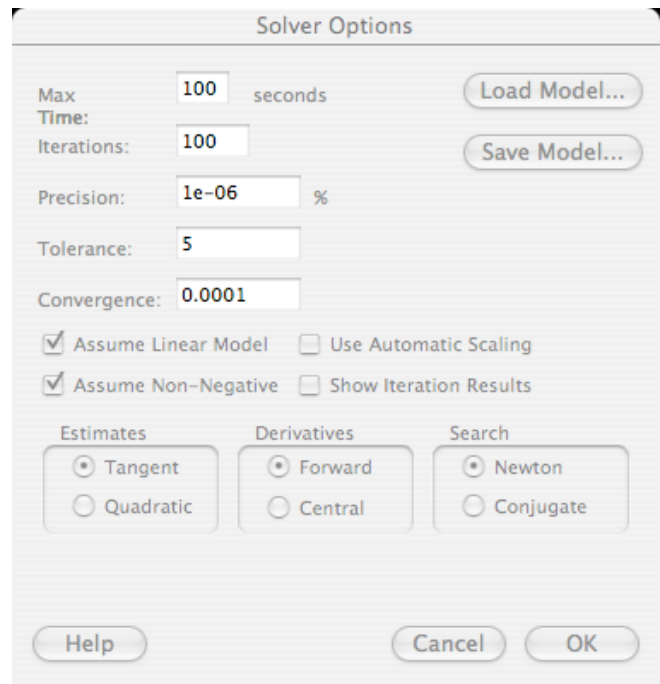 Solver Options
Max Time: 100 seconds
Load Model...
Iterations: 100
Save Model...
Precision: 1e-06 %
Tolerance: 5
Convergence: 0.0001
Assume Linear Model Use Automatic Scaling
Assume Non-Negative Show Iteration Results
Estimates Derivatives Search
Tangent Forward Newton
Quadratic Central Conjugate
Help Cancel OK